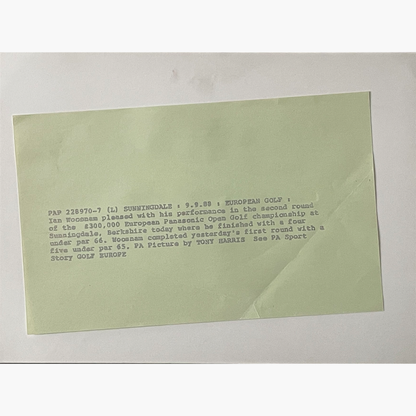 PAP 228970-7 (L) SUNNINGDALE : 9.9.88 : EUROPEAN GOLF :
Ian Woosnam pleased with his performance in the second round
of the £300,000 European Panasonic Open Golf championship at
Sunningdale, Berkshire today where he finished with a four
under par 66. Woosnam completed yesterday's first round with a
five under par 65. PA Picture by TONY HARRIS See PA Sport
Story GOLF EUROPE